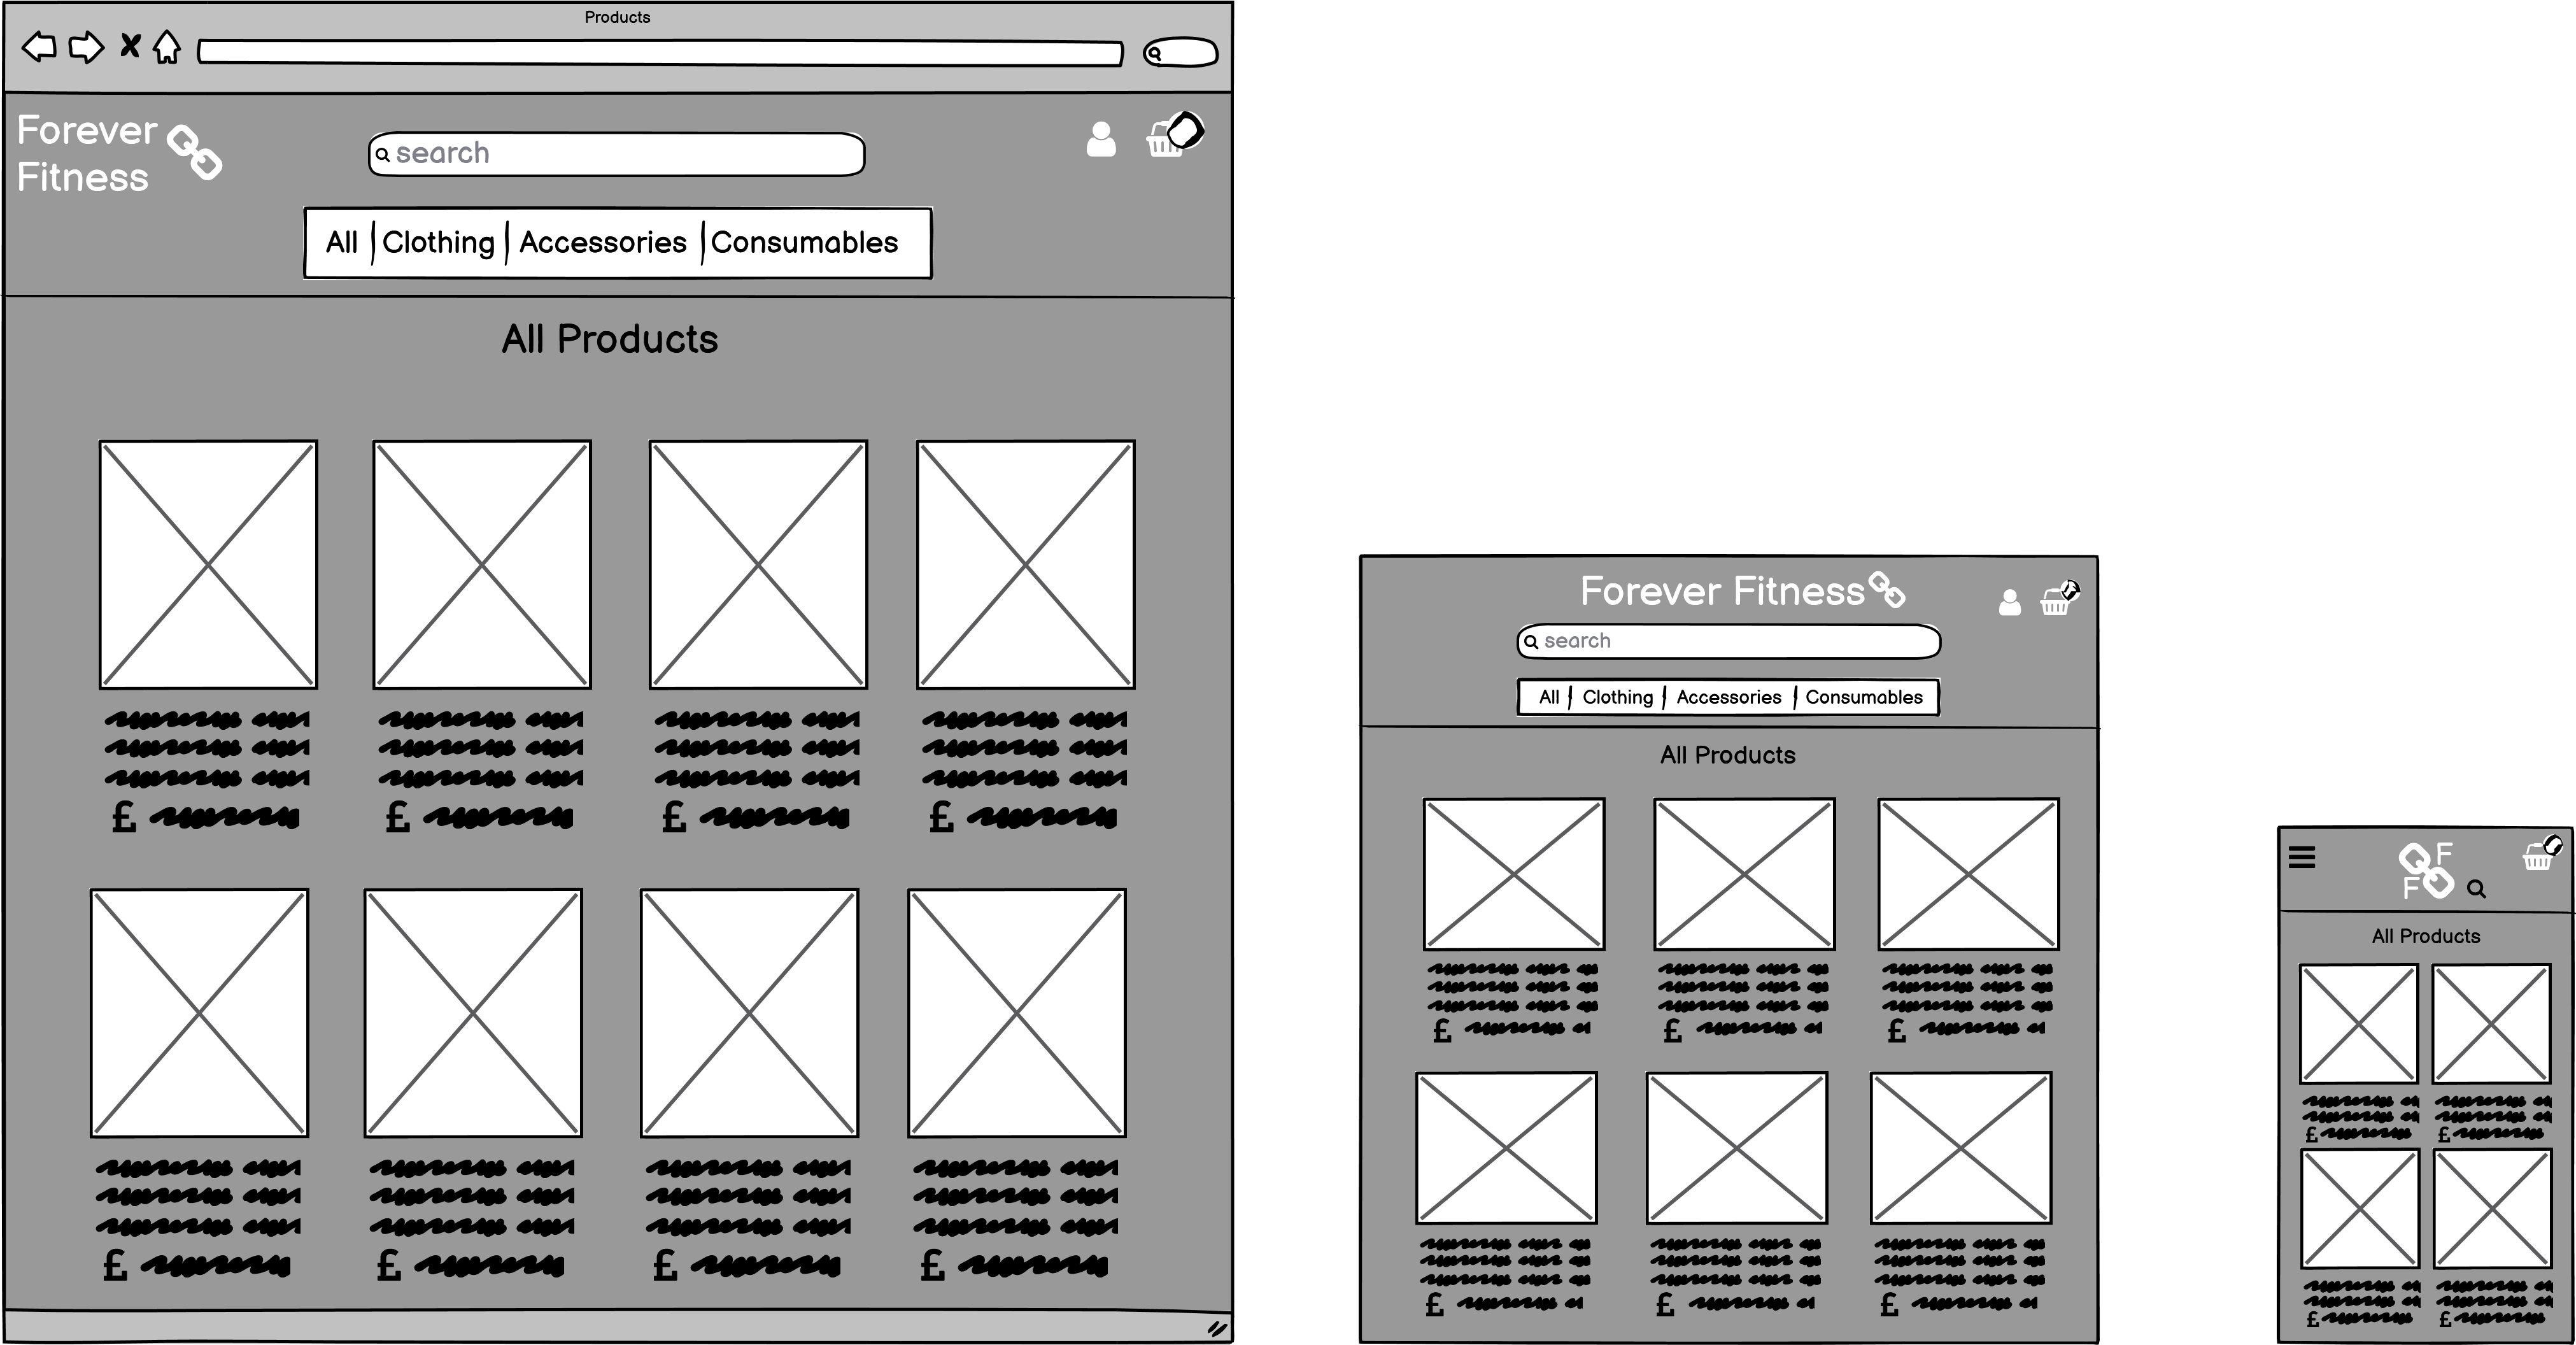 Products
Forever
Fitness
search
All | Clothing | Accessories | Consumables
All Products
£ £ £ £
£ £ £ £
Forever Fitness
search
All | Clothing | Accessories | Consumables
All Products
£ £ £
£ £ £
F
F
All Products
£ £
£ £